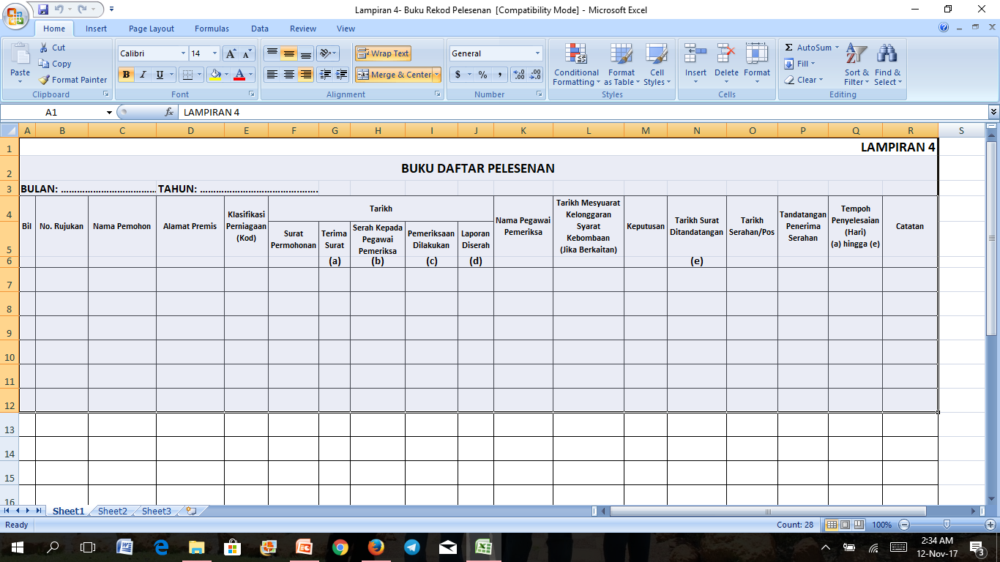 Lampiran 4- Buku Rekod Pelesenan [Compatibility Mode] - Microsoft Excel
Home Insert Page Layout Formulas Data Review View
Paste
Cut
Copy
Format Painter
Clipboard
Calibri 14
B I U
Font
Wrap Text
Merge & Center
Alignment
General
$ % ,
Number
Conditional Formatting
Format as Table
Cell Styles
Styles
Insert Delete Format
Cells
AutoSum
Fill
Clear
Sort & Filter
Find & Select
Editing
A1 fx LAMPIRAN 4
A B C D E F G H I J K L M N O P Q R S
1 LAMPIRAN 4
2 BUKU DAFTAR PELESENAN
3 BULAN: ……………………………… TAHUN: ……………………………………
4
5
6
Bil
No. Rujukan
Nama Pemohon
Alamat Premis
Klasifikasi
Perniagaan
(Kod)
Tarikh
Surat
Permohonan
Terima
Surat
(a)
Serah Kepada
Pegawai
Pemeriksa
(b)
Pemeriksaan
Dilakukan
(c)
Laporan
Diserah
(d)
Nama Pegawai
Pemeriksa
Tarikh Mesyuarat
Kelonggaran
Syarat
Kebombaan
(Jika Berkaitan)
Keputusan
Tarikh Surat
Ditandatangan
(e)
Tarikh
Serahan/Pos
Tandatangan
Penerima
Serahan
Tempoh
Penyelesaian
(Hari)
(a) hingga (e)
Catatan
7
8
9
10
11
12
13
14
15
16
Sheet1 Sheet2 Sheet3
Ready Count: 28 100%
2:34 AM
12-Nov-17
3